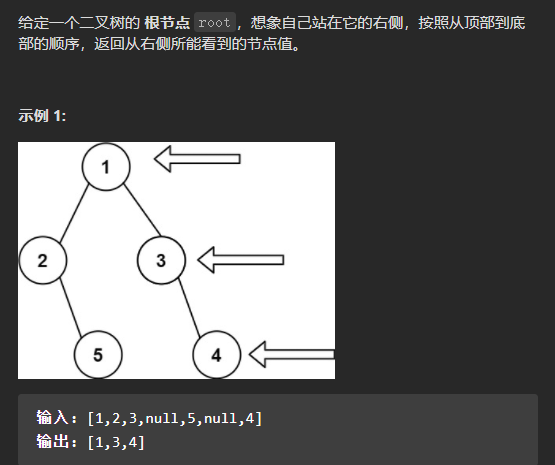 给定一个二叉树的 根节点 root，想象自己站在它的右侧，按照从顶部到底
部的顺序，返回从右侧所能看到的节点值。
示例 1:
1
2
3
5
4
输入：[1,2,3,null,5,null,4]
输出：[1,3,4]